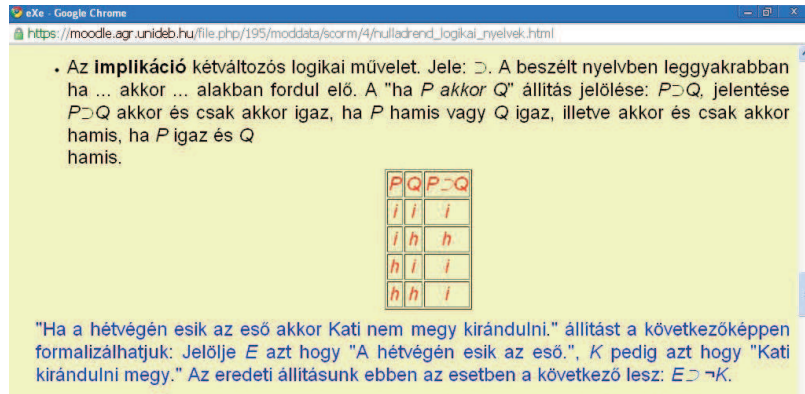 eXe - Google Chrome
https://moodle.agr.unideb.hu/file.php/195/moddata/scorm/4/nulladrend_logikai_nyelvek.html
• Az implikáció kétváltozós logikai művelet. Jele: ⊃. A beszélt nyelvben leggyakrabban
ha ... akkor ... alakban fordul elő. A "ha P akkor Q" állítás jelölése: P⊃Q, jelentése
P⊃Q akkor és csak akkor igaz, ha P hamis vagy Q igaz, illetve akkor és csak akkor
hamis, ha P igaz és Q
hamis.
P Q P⊃Q
i i i
i h h
h i i
h h i
"Ha a hétvégén esik az eső akkor Kati nem megy kirándulni." állítást a következőképpen
formalizálhatjuk: Jelölje E azt hogy "A hétvégén esik az eső.", K pedig azt hogy "Kati
kirándulni megy." Az eredeti állításunk ebben az esetben a következő lesz: E⊃ ¬K.